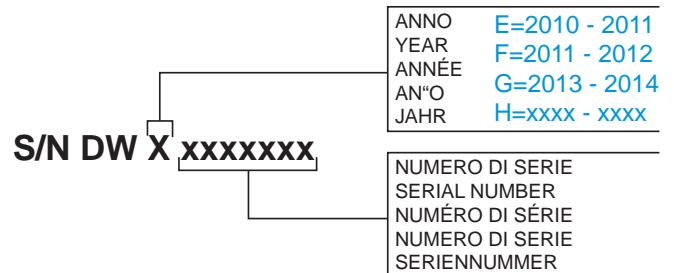 ANNO
YEAR
ANNÉE
AN“O
JAHR
E=2010 - 2011
F=2011 - 2012
G=2013 - 2014
H=xxxx - xxxx
S/N DW X xxxxxxx
NUMERO DI SERIE
SERIAL NUMBER
NUMÉRO DI SÉRIE
NUMERO DI SERIE
SERIENNUMMER